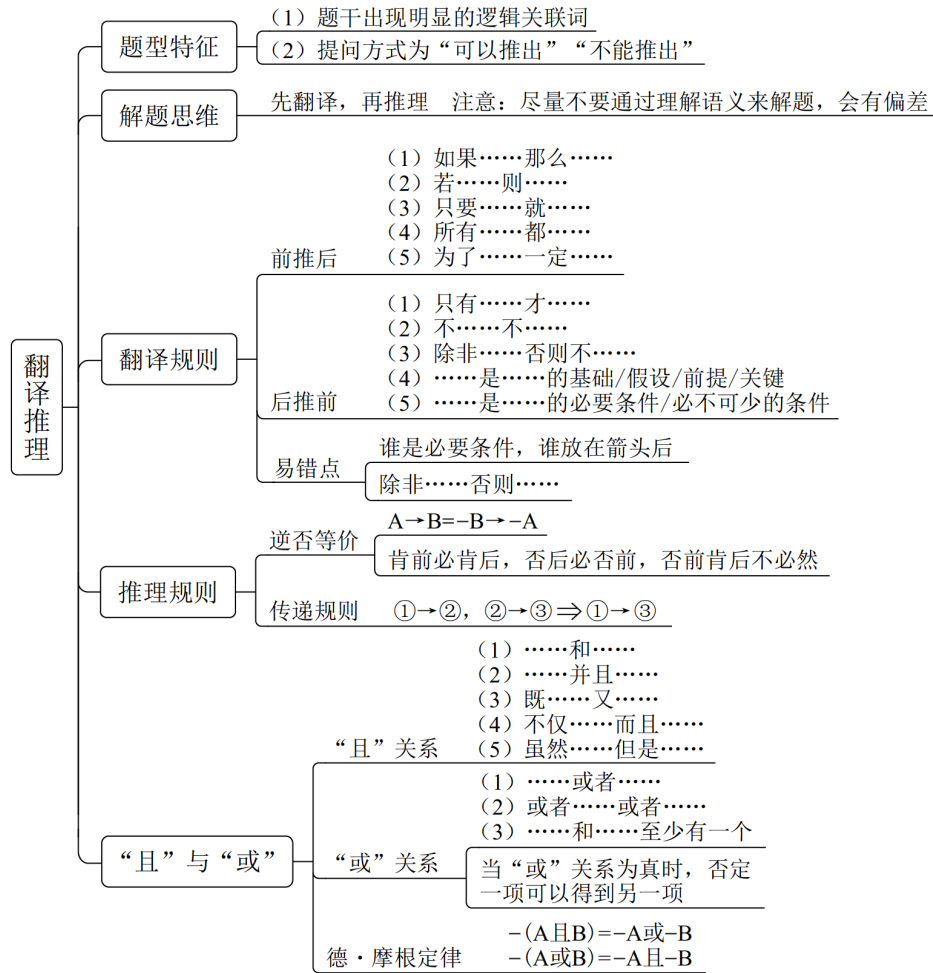 翻译推理
题型特征
（1）题干出现明显的逻辑关联词
（2）提问方式为“可以推出”“不能推出”
解题思维
先翻译，再推理 注意：尽量不要通过理解语义来解题，会有偏差
翻译规则
前推后
（1）如果……那么……
（2）若……则……
（3）只要……就……
（4）所有……都……
（5）为了……一定……
后推前
（1）只有……才……
（2）不……不……
（3）除非……否则不……
（4）……是……的基础/假设/前提/关键
（5）……是……的必要条件/必不可少的条件
易错点
谁是必要条件，谁放在箭头后
除非……否则……
推理规则
逆否等价
A→B=−B→−A
肯前必肯后，否后必否前，否前肯后不必然
传递规则 ①→②，②→③⇒①→③
“且”与“或”
“且”关系
（1）……和……
（2）……并且……
（3）既……又……
（4）不仅……而且……
（5）虽然……但是……
“或”关系
（1）……或者……
（2）或者……或者……
（3）……和……至少有一个
当“或”关系为真时，否定
一项可以得到另一项
德·摩根定律
−(A且B)=−A或−B
−(A或B)=−A且−B